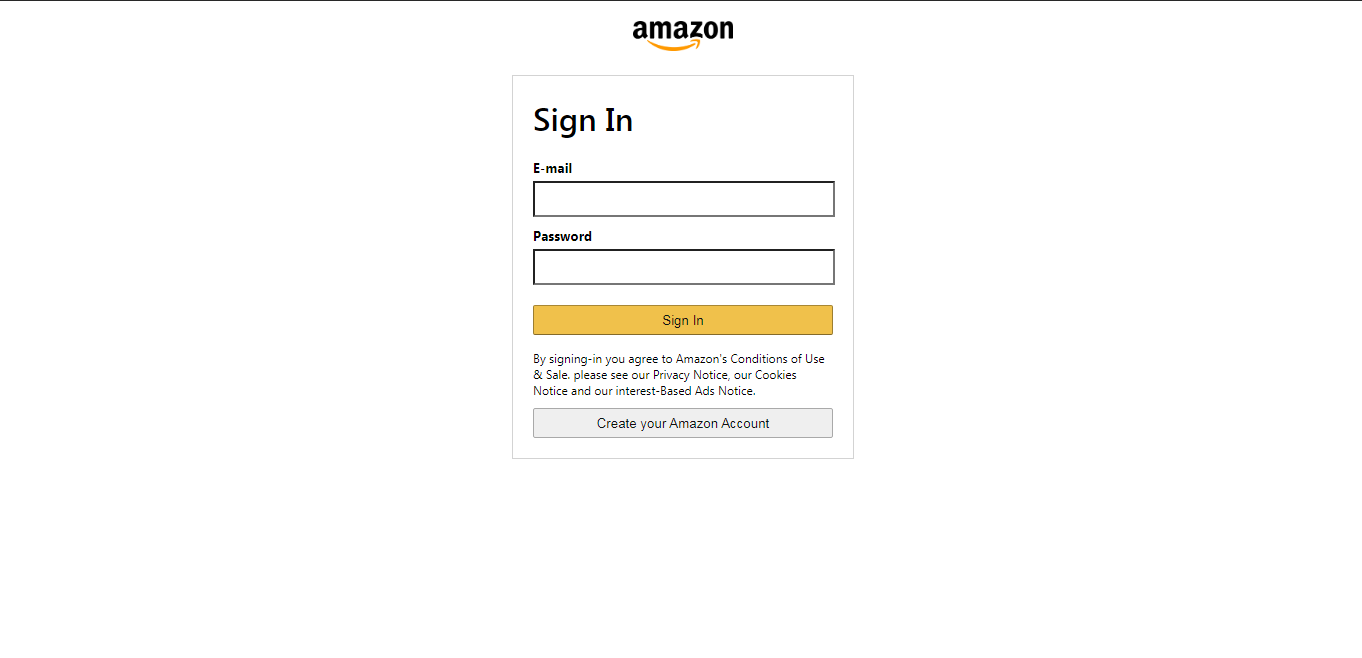 amazon
Sign In
E-mail
Password
Sign In
By signing-in you agree to Amazon's Conditions of Use
& Sale. please see our Privacy Notice, our Cookies
Notice and our interest-Based Ads Notice.
Create your Amazon Account